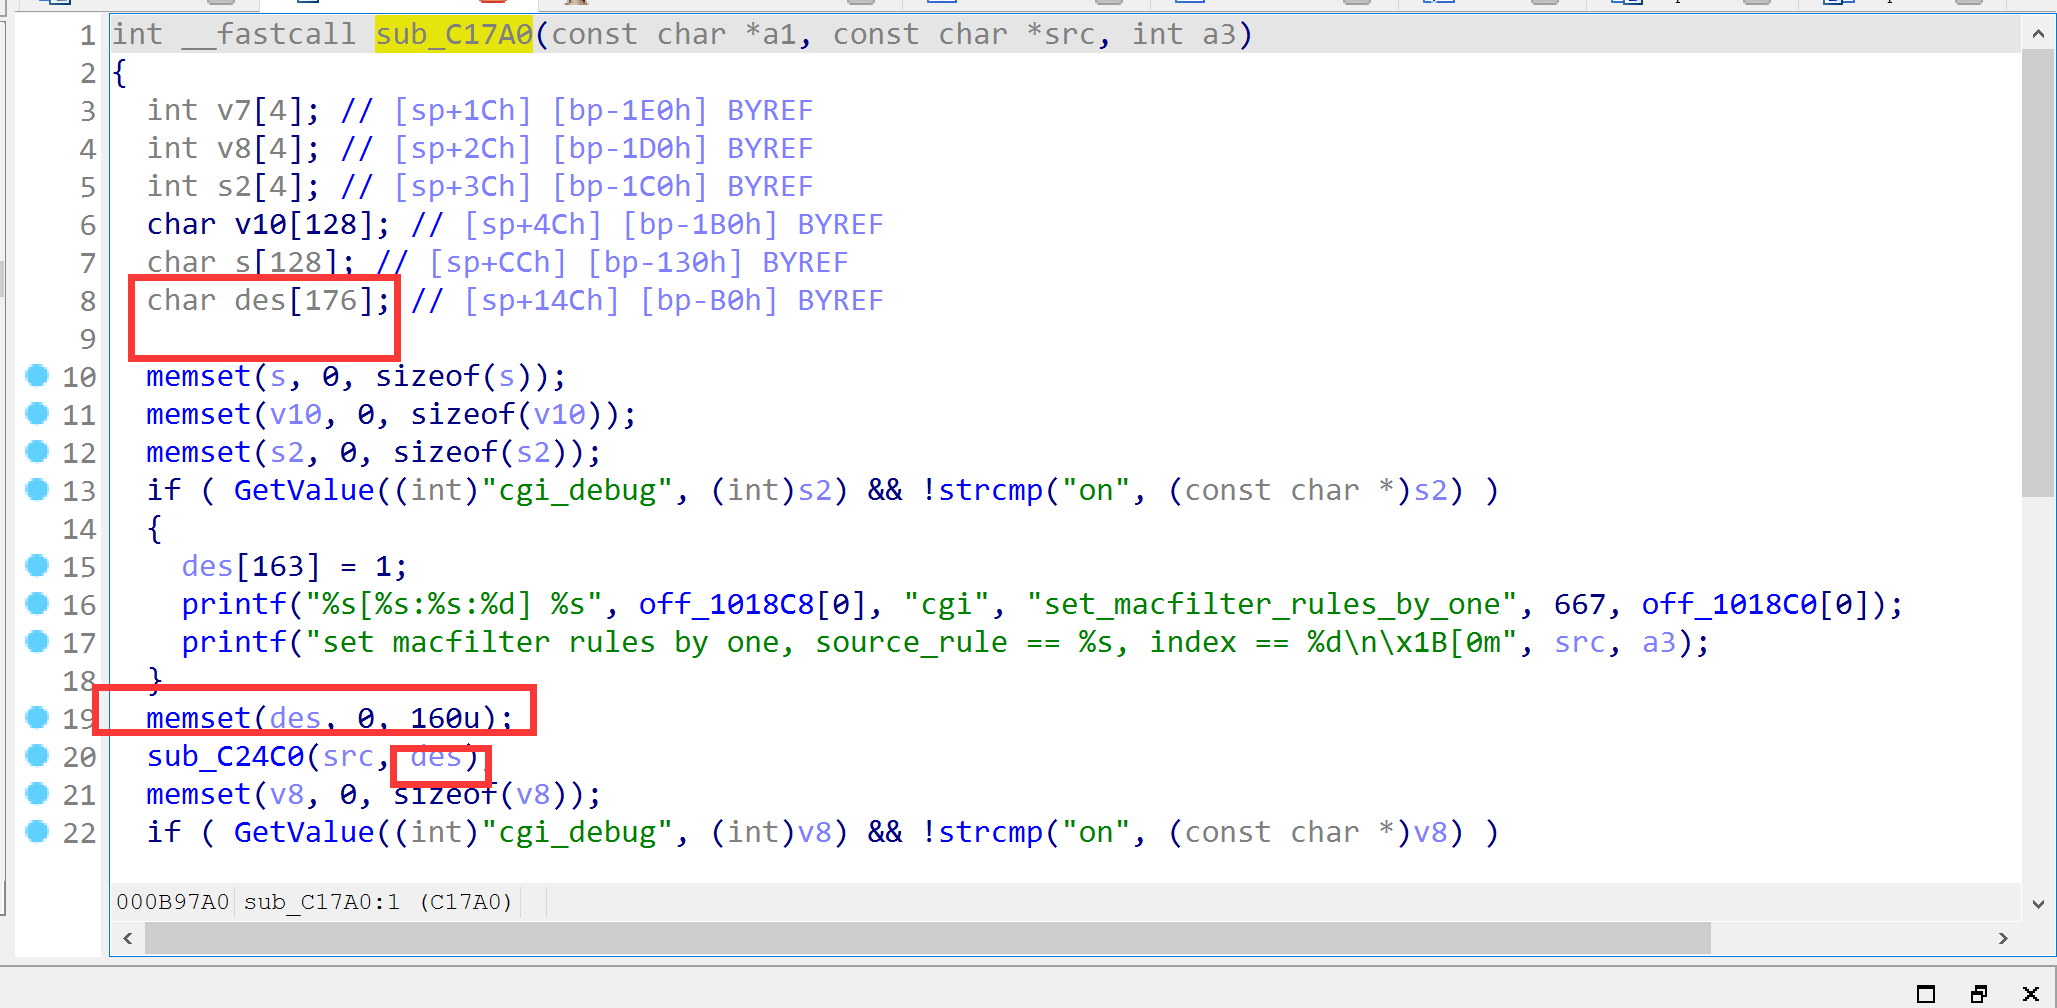 1 int __fastcall sub_C17A0(const char *a1, const char *src, int a3)
2 {
3 int v7[4]; // [sp+1Ch] [bp-1E0h] BYREF
4 int v8[4]; // [sp+2Ch] [bp-1D0h] BYREF
5 int s2[4]; // [sp+3Ch] [bp-1C0h] BYREF
6 char v10[128]; // [sp+4Ch] [bp-1B0h] BYREF
7 char s[128]; // [sp+CCh] [bp-130h] BYREF
8 char des[176]; // [sp+14Ch] [bp-B0h] BYREF
9
10 memset(s, 0, sizeof(s));
11 memset(v10, 0, sizeof(v10));
12 memset(s2, 0, sizeof(s2));
13 if ( GetValue((int)"cgi_debug", (int)s2) && !strcmp("on", (const char *)s2) )
14 {
15 des[163] = 1;
16 printf("%s[%s:%s:%d] %s", off_1018C8[0], "cgi", "set_macfilter_rules_by_one", 667, off_1018C0[0]);
17 printf("set macfilter rules by one, source_rule == %s, index == %d\n\x1B[0m", src, a3);
18 }
19 memset(des, 0, 160u);
20 sub_C24C0(src, des)
21 memset(v8, 0, sizeof(v8));
22 if ( GetValue((int)"cgi_debug", (int)v8) && !strcmp("on", (const char *)v8) )
000B97A0 sub_C17A0:1 (C17A0)